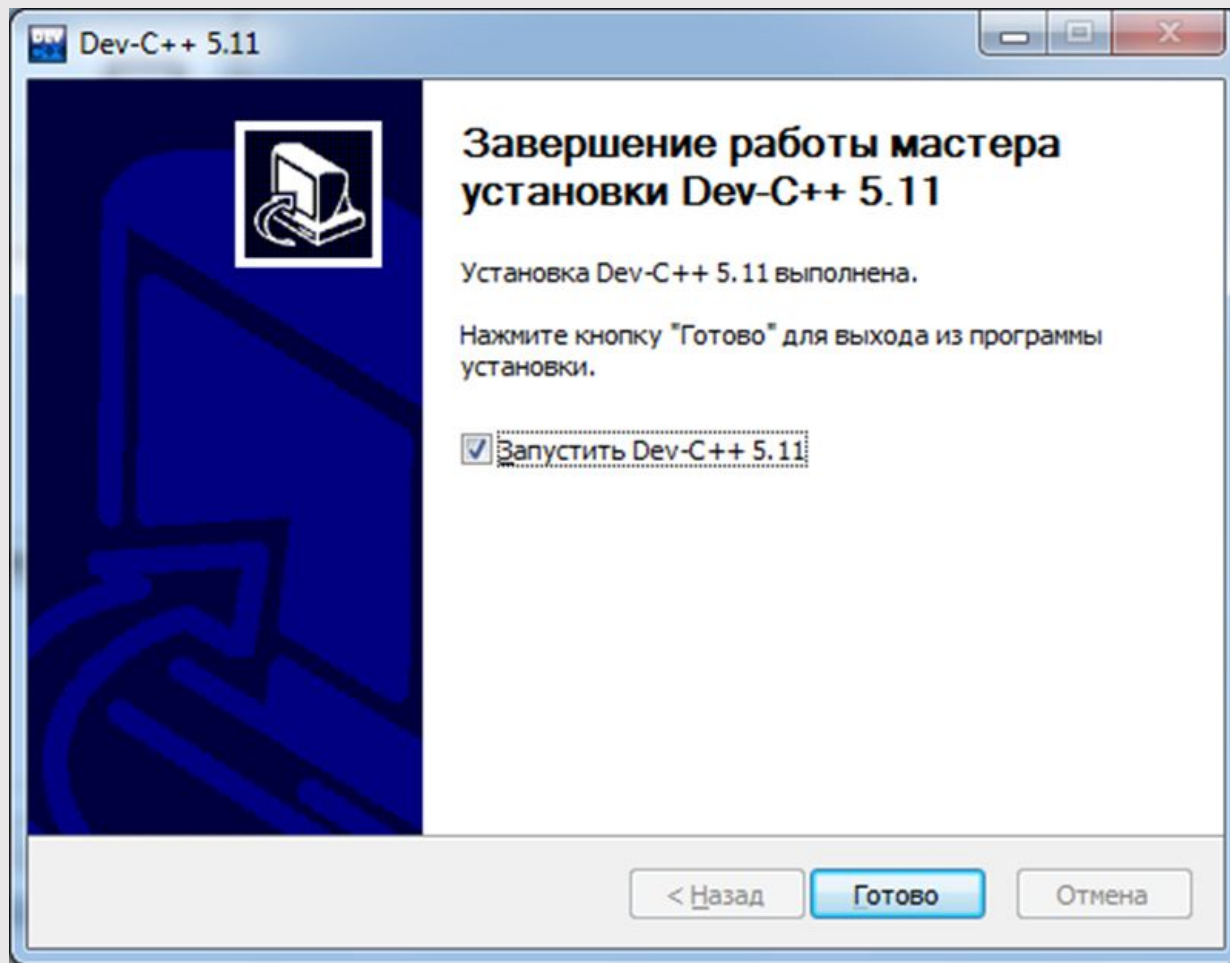 Dev-C++ 5.11
Завершение работы мастера
установки Dev-C++ 5.11
Установка Dev-C++ 5.11 выполнена.
Нажмите кнопку "Готово" для выхода из программы
установки.
Запустить Dev-C++ 5.11
< Назад
Готово
Отмена